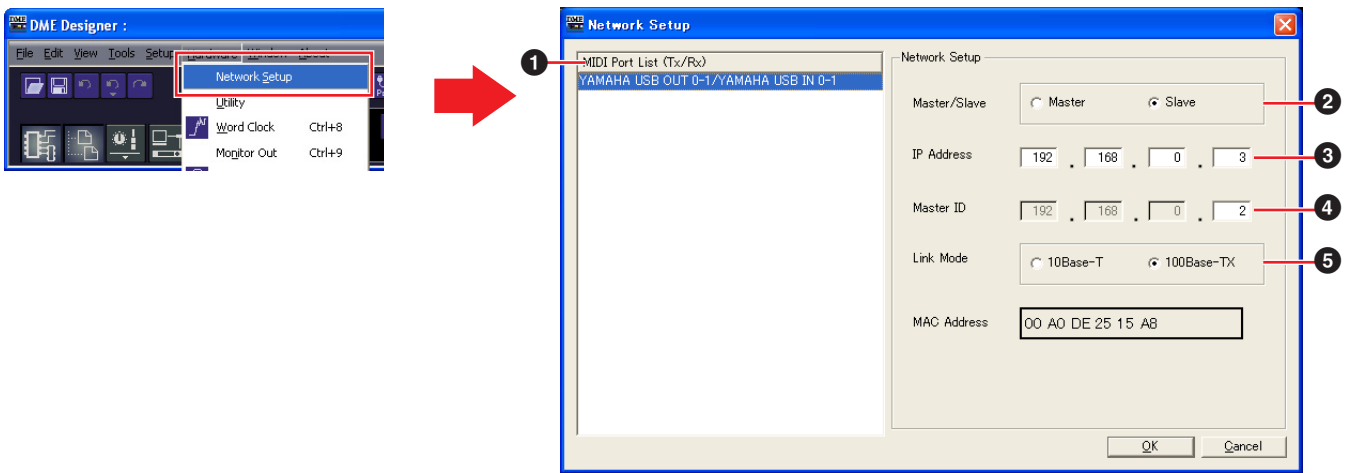 DME Designer :
File Edit View Tools Setup Hardware Window About
Network Setup
Utility
Word Clock Ctrl+8
Monitor Out Ctrl+9
Network Setup
1
MIDI Port List (Tx/Rx)
YAMAHA USB OUT 0-1/YAMAHA USB IN 0-1
Network Setup
Master/Slave Master Slave 2
IP Address 192 . 168 . 0 . 3 3
Master ID 192 . 168 . 0 . 2 4
Link Mode 10Base-T 100Base-TX 5
MAC Address 00 A0 DE 25 15 A8
OK Cancel